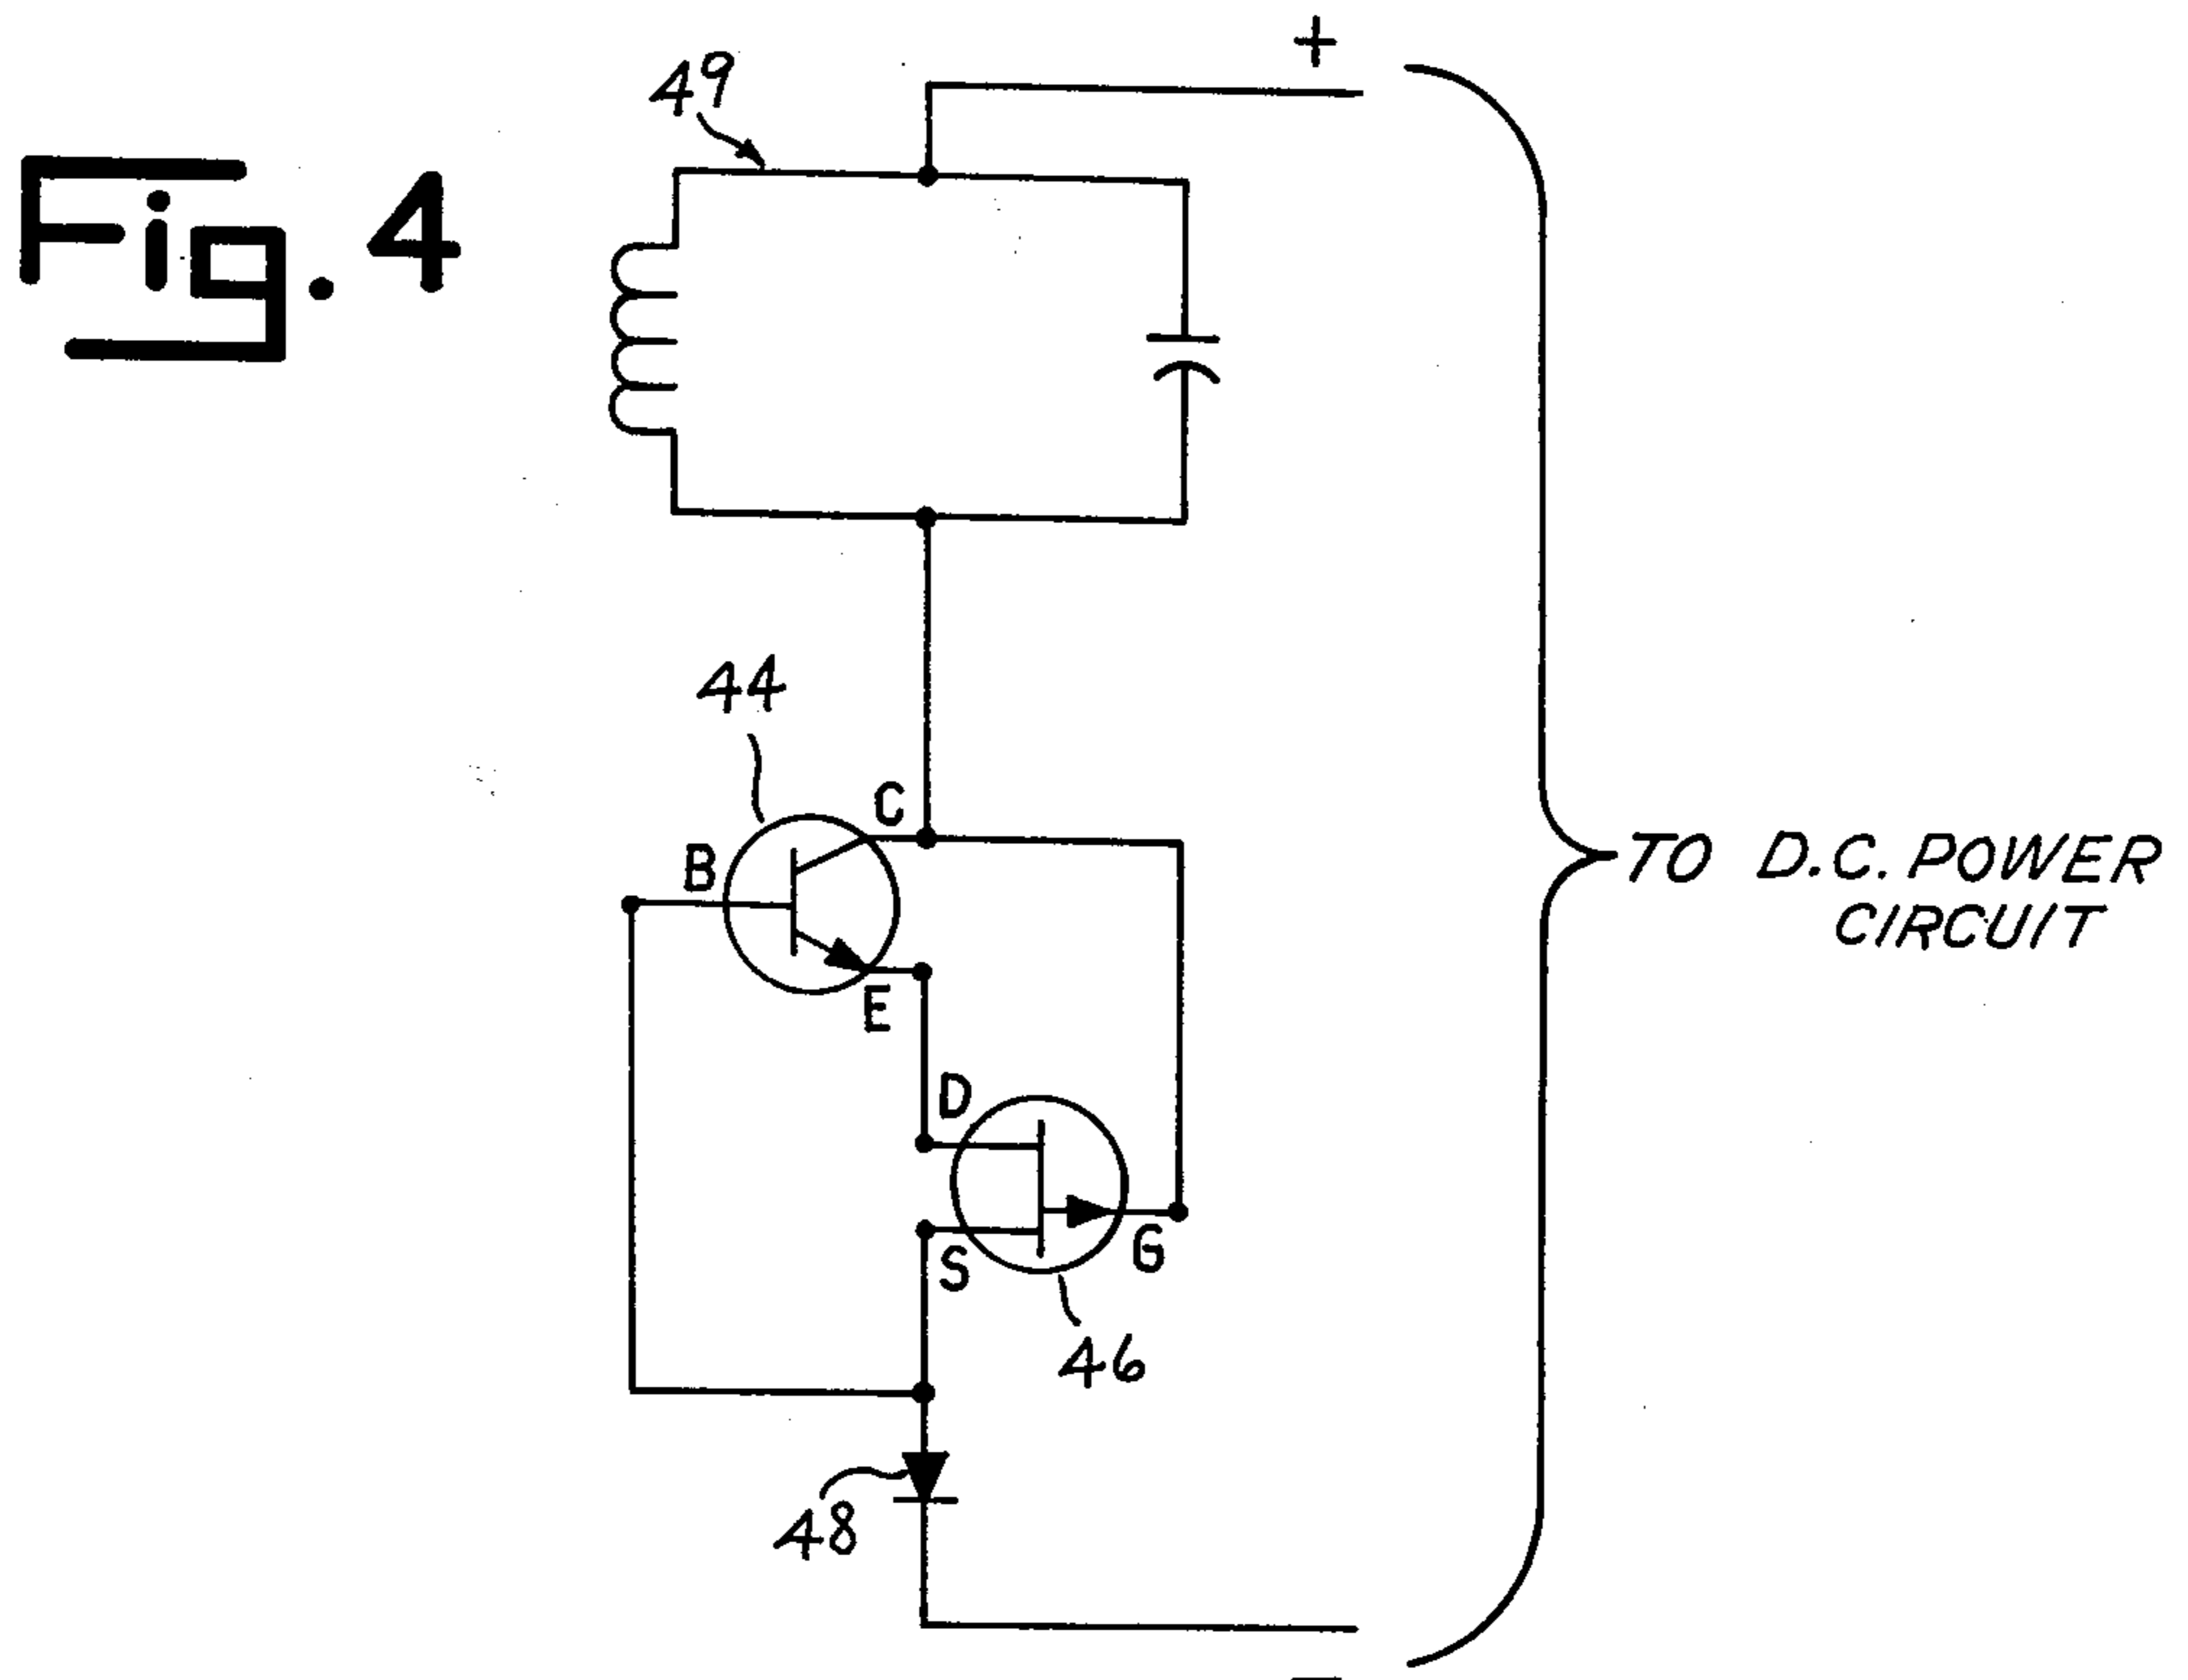 +
49
Fig. 4
44
C
B
E
D
S
G
46
48
TO D.C. POWER
CIRCUIT
-